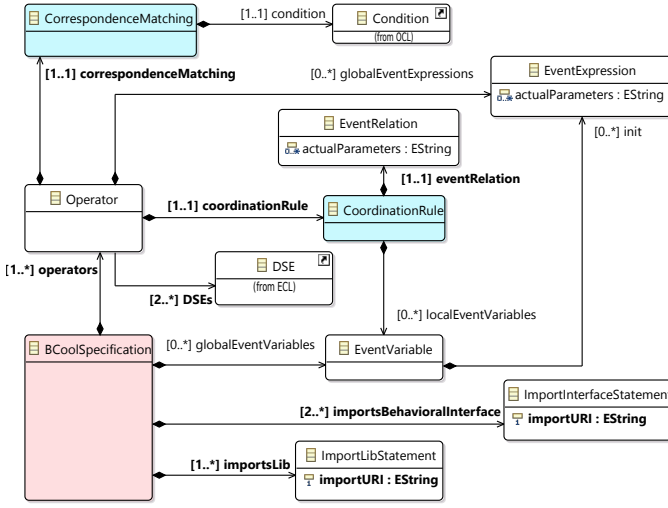 CorrespondenceMatching
[1..1] condition
Condition
(from OCL)
[1..1] correspondenceMatching
[0..*] globalEventExpressions
EventExpression
actualParameters : EString
[0..*] init
EventRelation
actualParameters : EString
[1..1] eventRelation
Operator
[1..1] coordinationRule
CoordinationRule
[1..*] operators
DSE
(from ECL)
[2..*] DSEs
[0..*] localEventVariables
BCoolSpecification
[0..*] globalEventVariables
EventVariable
[2..*] importsBehavioralInterface
ImportInterfaceStatement
importURI : EString
[1..*] importsLib
ImportLibStatement
importURI : EString